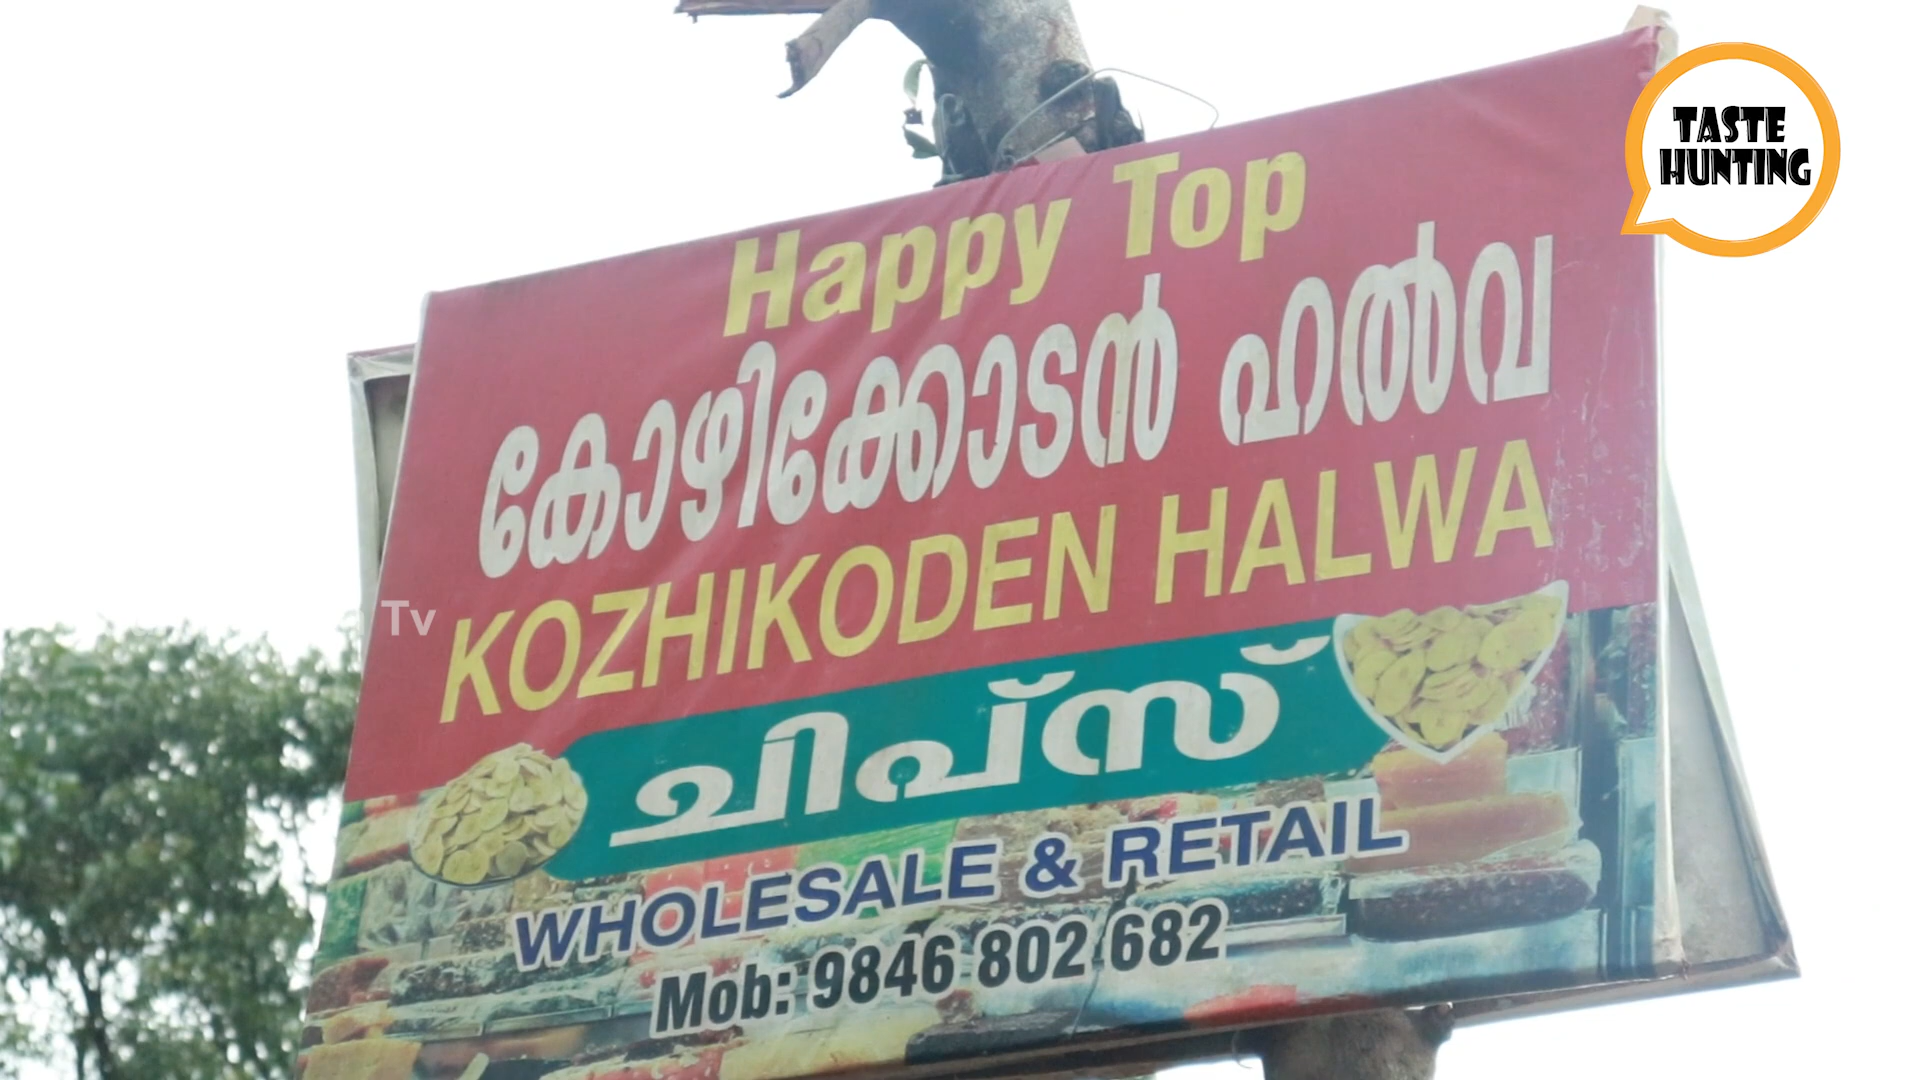 TASTE
HUNTING
Happy Top
കോഴിക്കോടൻ ഹൽവ
KOZHIKODEN HALWA
Tv
ചിപ്സ്
WHOLESALE & RETAIL
Mob: 9846 802 682